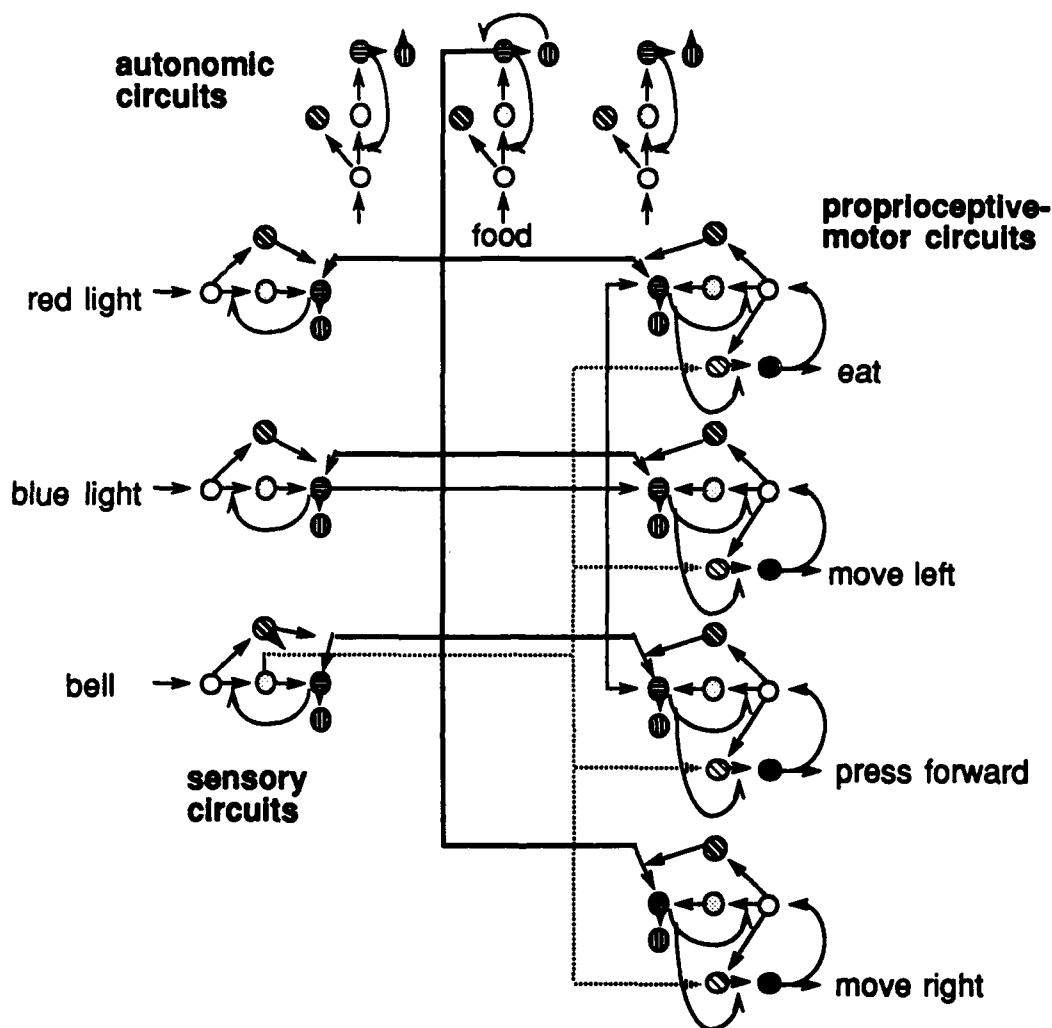 autonomic
circuits
food
proprioceptive-
motor circuits
red light
eat
blue light
move left
bell
sensory
circuits
press forward
move right